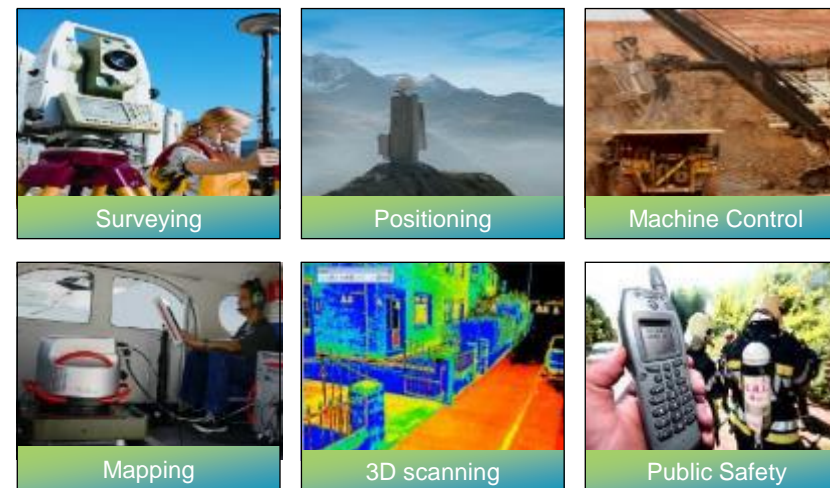 Surveying
Positioning
Machine Control
Mapping
3D scanning
Public Safety